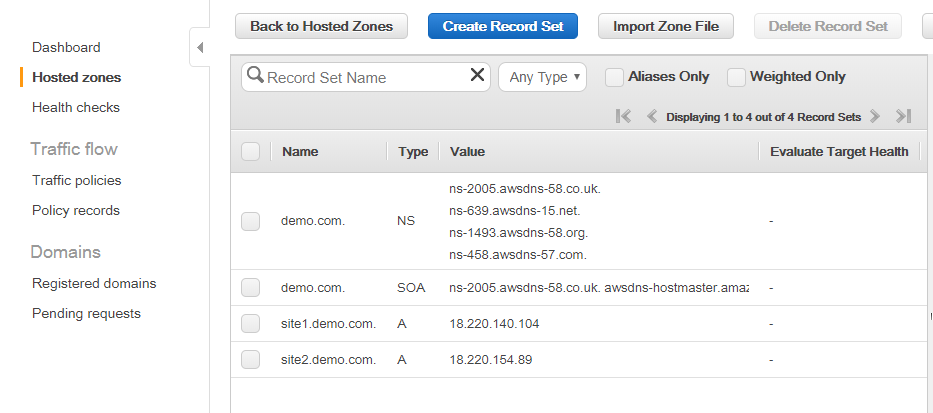 Back to Hosted Zones Create Record Set Import Zone File Delete Record Set
Dashboard
Hosted zones
Health checks
Traffic flow
Traffic policies
Policy records
Domains
Registered domains
Pending requests
Record Set Name Any Type Aliases Only Weighted Only
Displaying 1 to 4 out of 4 Record Sets
Name Type Value Evaluate Target Health
ns-2005.awsdns-58.co.uk.
ns-639.awsdns-15.net.
demo.com. NS -
ns-1493.awsdns-58.org.
ns-458.awsdns-57.com.
demo.com. SOA ns-2005.awsdns-58.co.uk. awsdns-hostmaster.amaz -
site1.demo.com. A 18.220.140.104 -
site2.demo.com. A 18.220.154.89 -